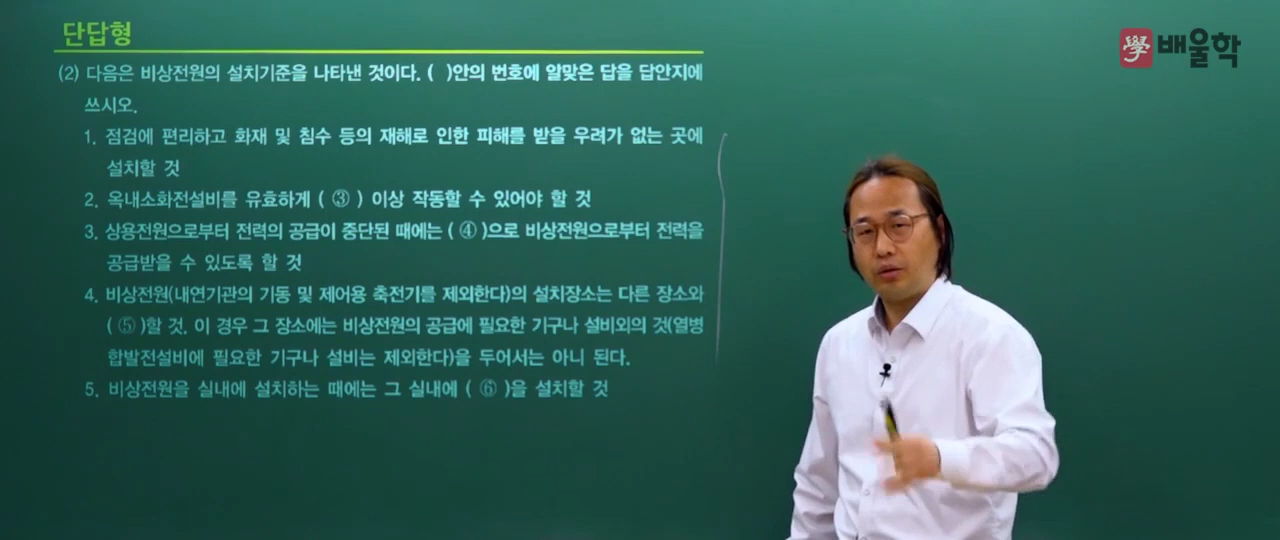 단답형
學 배울학
(2) 다음은 비상전원의 설치기준을 나타낸 것이다. ( )안의 번호에 알맞은 답을 답안지에
쓰시오.
1. 점검에 편리하고 화재 및 침수 등의 재해로 인한 피해를 받을 우려가 없는 곳에
설치할 것
2. 옥내소화전설비를 유효하게 ( ③ ) 이상 작동할 수 있어야 할 것
3. 상용전원으로부터 전력의 공급이 중단된 때에는 ( ④ )으로 비상전원으로부터 전력을
공급받을 수 있도록 할 것
4. 비상전원(내연기관의 기동 및 제어용 축전기를 제외한다)의 설치장소는 다른 장소와
( ⑤ )할 것. 이 경우 그 장소에는 비상전원의 공급에 필요한 기구나 설비외의 것(열병
합발전설비에 필요한 기구나 설비는 제외한다)을 두어서는 아니 된다.
5. 비상전원을 실내에 설치하는 때에는 그 실내에 ( ⑥ )을 설치할 것